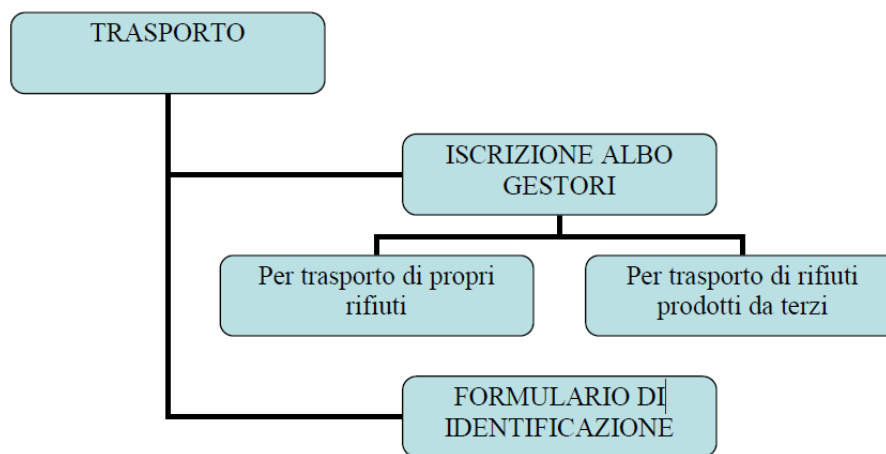 TRASPORTO
ISCRIZIONE ALBO
GESTORI
Per trasporto di propri
rifiuti
Per trasporto di rifiuti
prodotti da terzi
FORMULARIO DI
IDENTIFICAZIONE